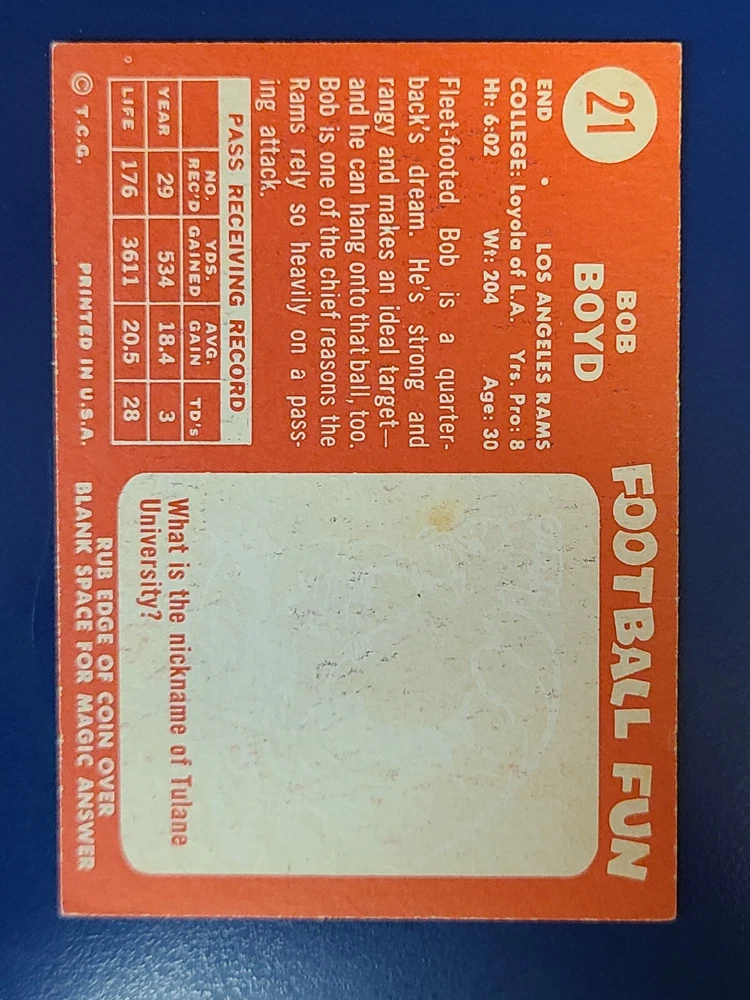 21
BOB
BOYD
END • LOS ANGELES RAMS
COLLEGE: Loyola of L.A. Yrs. Pro: 8
Ht: 6:02 Wt: 204 Age: 30
Fleet-footed Bob is a quarter-
back's dream. He's strong and
rangy and makes an ideal target—
and he can hang onto that ball, too.
Bob is one of the chief reasons the
Rams rely so heavily on a pass-
ing attack.
PASS RECEIVING RECORD
NO. REC'D YDS. GAINED AVG. GAIN TD's
YEAR 29 534 18.4 3
LIFE 176 3611 20.5 28
© T.C.G. PRINTED IN U.S.A.
FOOTBALL FUN
What is the nickname of Tulane
University?
RUB EDGE OF COIN OVER
BLANK SPACE FOR MAGIC ANSWER